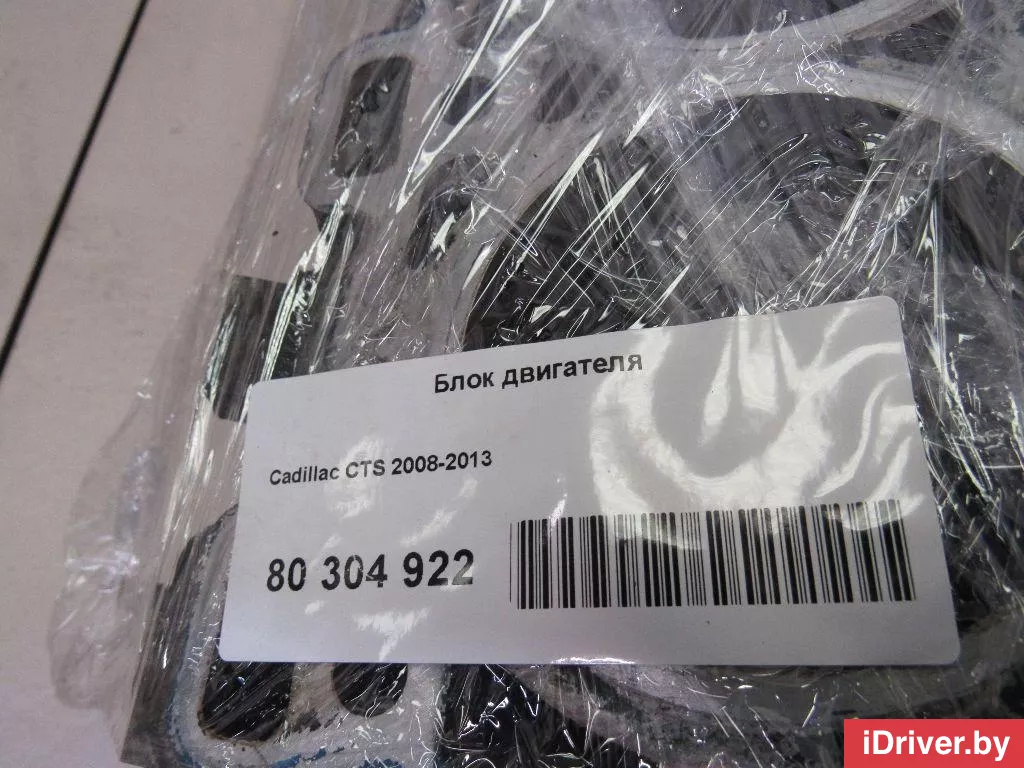 Блок двигателя
Cadillac CTS 2008-2013
80 304 922
iDriver.by